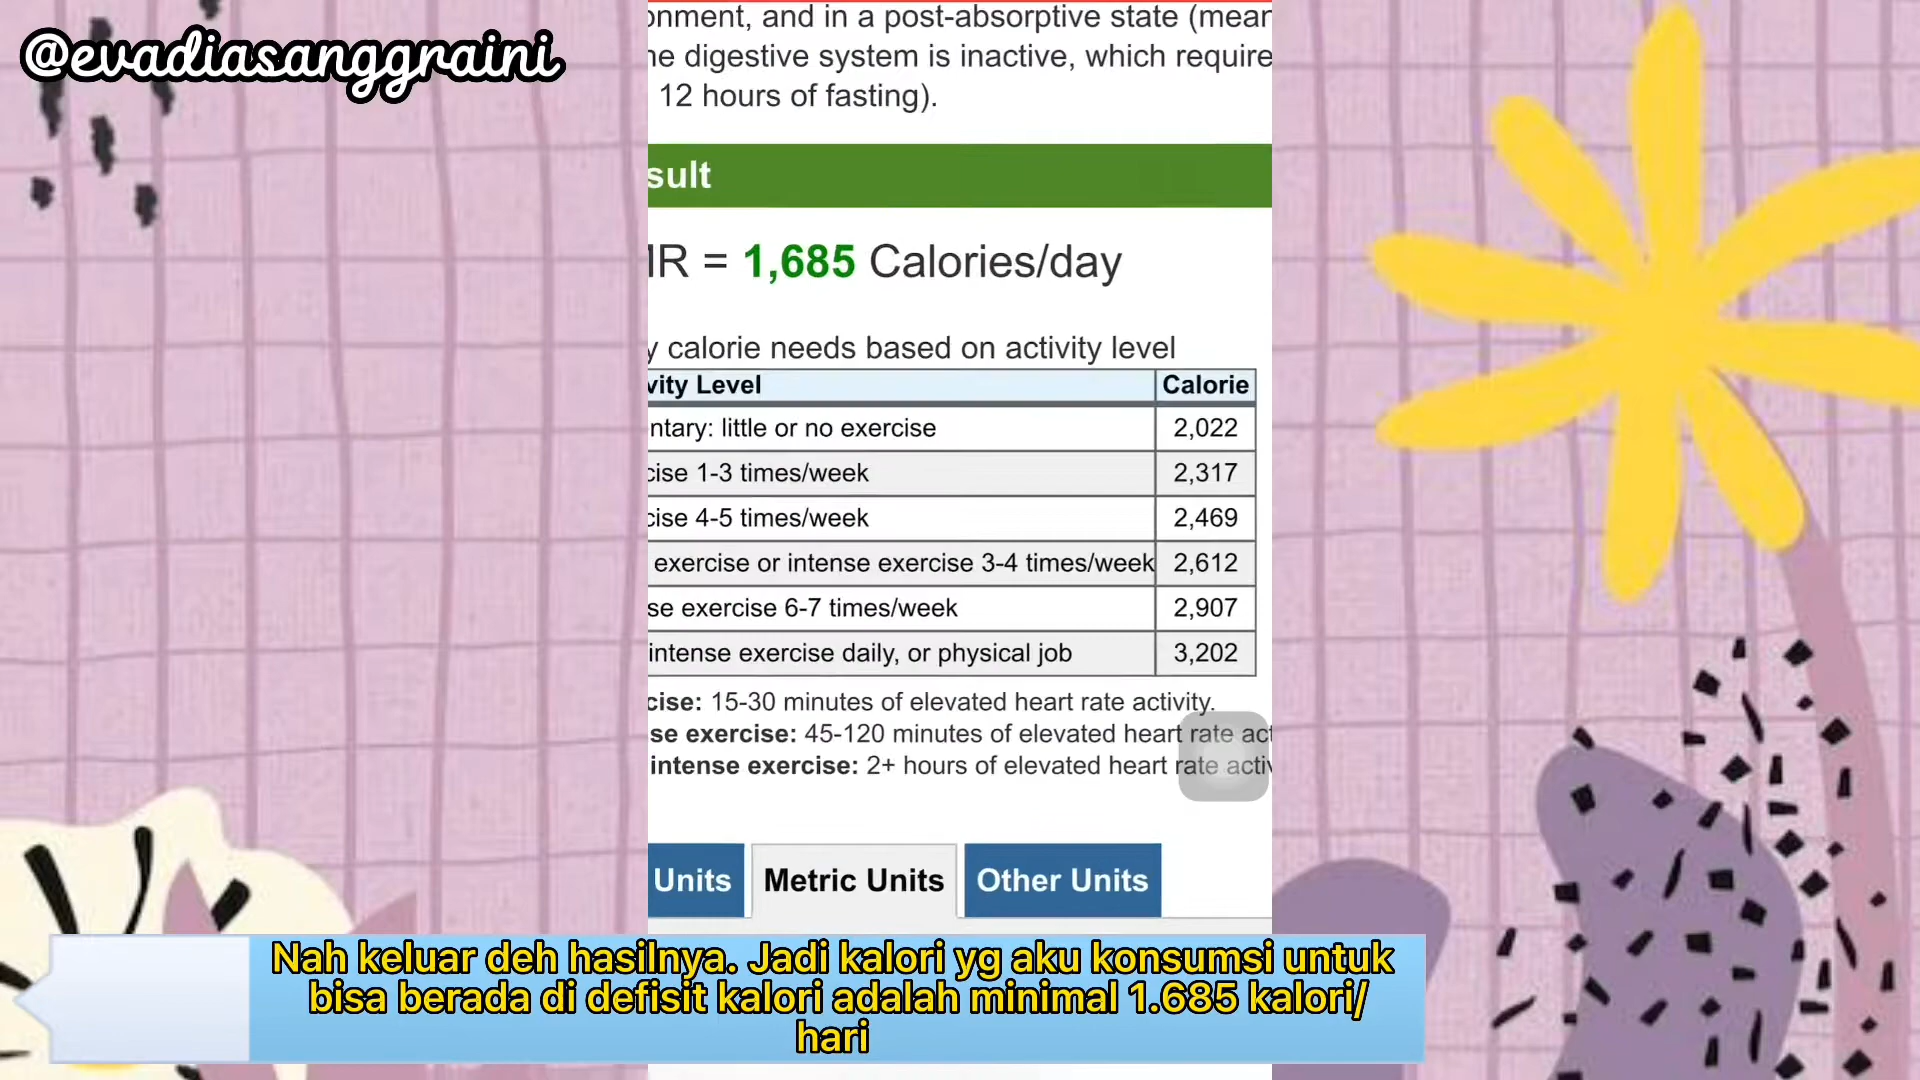 @evadiasanggraini
onment, and in a post-absorptive state (mean
ne digestive system is inactive, which require
12 hours of fasting).
sult
MR = 1,685 Calories/day
y calorie needs based on activity level
vity Level Calorie
ntary: little or no exercise 2,022
cise 1-3 times/week 2,317
cise 4-5 times/week 2,469
exercise or intense exercise 3-4 times/week 2,612
se exercise 6-7 times/week 2,907
intense exercise daily, or physical job 3,202
cise: 15-30 minutes of elevated heart rate activity.
se exercise: 45-120 minutes of elevated heart rate act
intense exercise: 2+ hours of elevated heart rate activ
Units Metric Units Other Units
Nah keluar deh hasilnya. Jadi kalori yg aku konsumsi untuk
bisa berada di defisit kalori adalah minimal 1.685 kalori/
hari